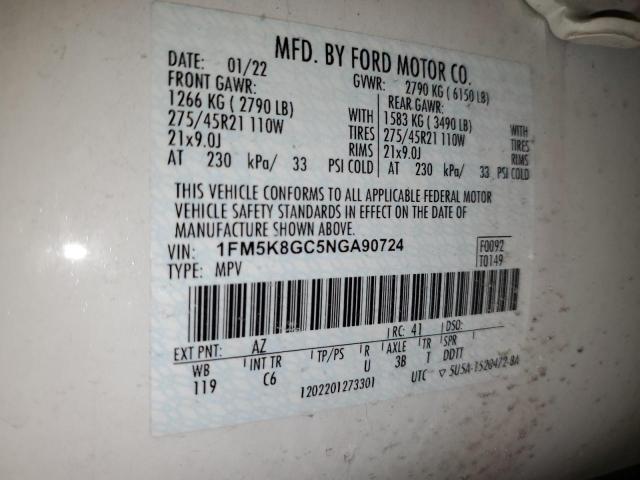 MFD. BY FORD MOTOR CO.
DATE: 01/22 GVWR: 2790 KG ( 6150 LB)
FRONT GAWR: REAR GAWR:
1266 KG ( 2790 LB) WITH 1583 KG ( 3490 LB) WITH
275/45R21 110W TIRES 275/45R21 110W TIRES
21x9.0J RIMS 21x9.0J RIMS
AT 230 kPa/ 33 PSI COLD AT 230 kPa/ 33 PSI COLD
THIS VEHICLE CONFORMS TO ALL APPLICABLE FEDERAL MOTOR
VEHICLE SAFETY STANDARDS IN EFFECT ON THE DATE OF
MANUFACTURE SHOWN ABOVE.
VIN: 1FM5K8GC5NGA90724 F0092
TYPE: MPV T0149
EXT PNT: AZ RC: 41 DSO:
WB INT TR TP/PS R AXLE TR SPR
119 C6 U 3B T DDTT
1202201273301 UTC ▽ 5U5A-1520472-BA